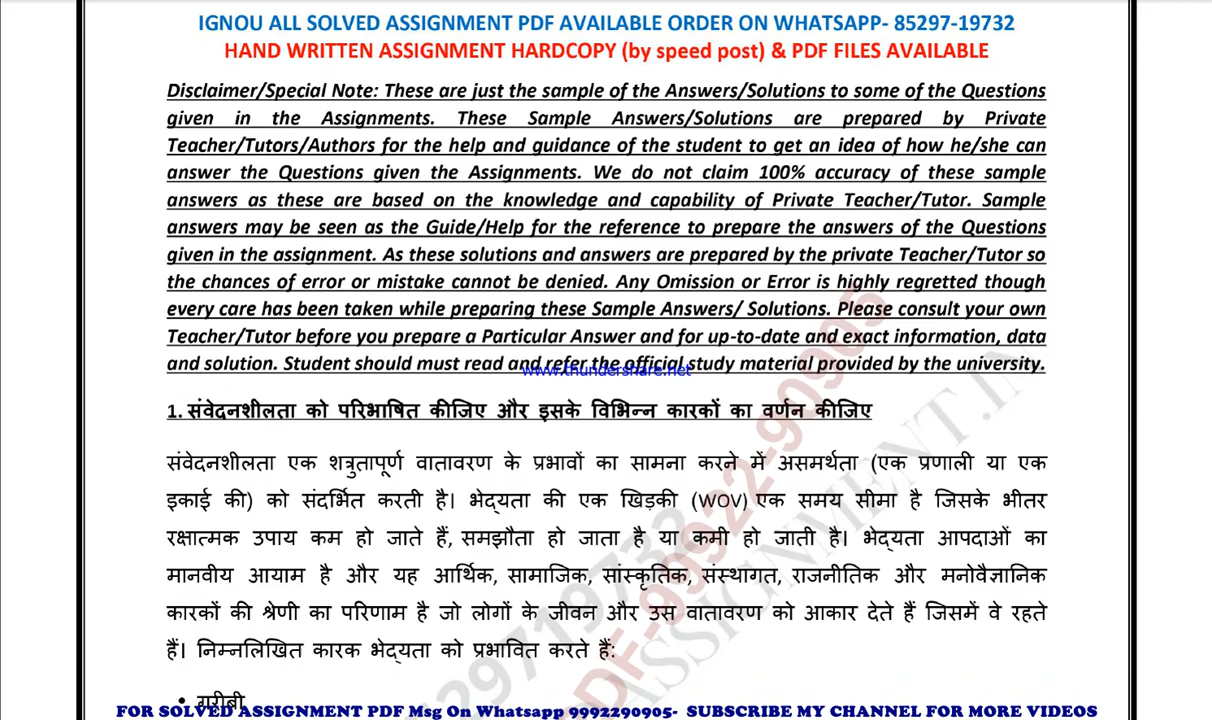 IGNOU ALL SOLVED ASSIGNMENT PDF AVAILABLE ORDER ON WHATSAPP- 85297-19732
HAND WRITTEN ASSIGNMENT HARDCOPY (by speed post) & PDF FILES AVAILABLE
Disclaimer/Special Note: These are just the sample of the Answers/Solutions to some of the Questions
given in the Assignments. These Sample Answers/Solutions are prepared by Private
Teacher/Tutors/Authors for the help and guidance of the student to get an idea of how he/she can
answer the Questions given the Assignments. We do not claim 100% accuracy of these sample
answers as these are based on the knowledge and capability of Private Teacher/Tutor. Sample
answers may be seen as the Guide/Help for the reference to prepare the answers of the Questions
given in the assignment. As these solutions and answers are prepared by the private Teacher/Tutor so
the chances of error or mistake cannot be denied. Any Omission or Error is highly regretted though
every care has been taken while preparing these Sample Answers/ Solutions. Please consult your own
Teacher/Tutor before you prepare a Particular Answer and for up-to-date and exact information, data
and solution. Student should must read and refer the official study material provided by the university.
www.thundershare.net
1. संवेदनशीलता को परिभाषित कीजिए और इसके विभिन्न कारकों का वर्णन कीजिए
संवेदनशीलता एक शत्रुतापूर्ण वातावरण के प्रभावों का सामना करने में असमर्थता (एक प्रणाली या एक
इकाई की) को संदर्भित करती है। भेद्यता की एक खिड़की (WOV) एक समय सीमा है जिसके भीतर
रक्षात्मक उपाय कम हो जाते हैं, समझौता हो जाता है या कमी हो जाती है। भेद्यता आपदाओं का
मानवीय आयाम है और यह आर्थिक, सामाजिक, सांस्कृतिक, संस्थागत, राजनीतिक और मनोवैज्ञानिक
कारकों की श्रेणी का परिणाम है जो लोगों के जीवन और उस वातावरण को आकार देते हैं जिसमें वे रहते
हैं। निम्नलिखित कारक भेद्यता को प्रभावित करते हैं:
• गरीबी
FOR SOLVED ASSIGNMENT PDF Msg On Whatsapp 9992290905- SUBSCRIBE MY CHANNEL FOR MORE VIDEOS